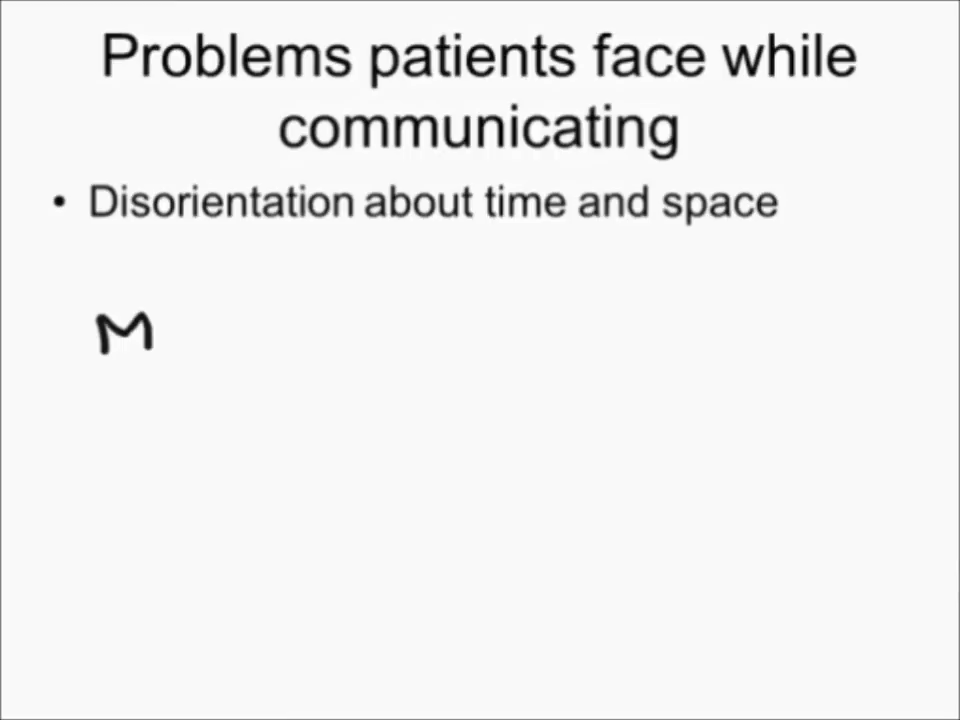 Problems patients face while
communicating
• Disorientation about time and space
M